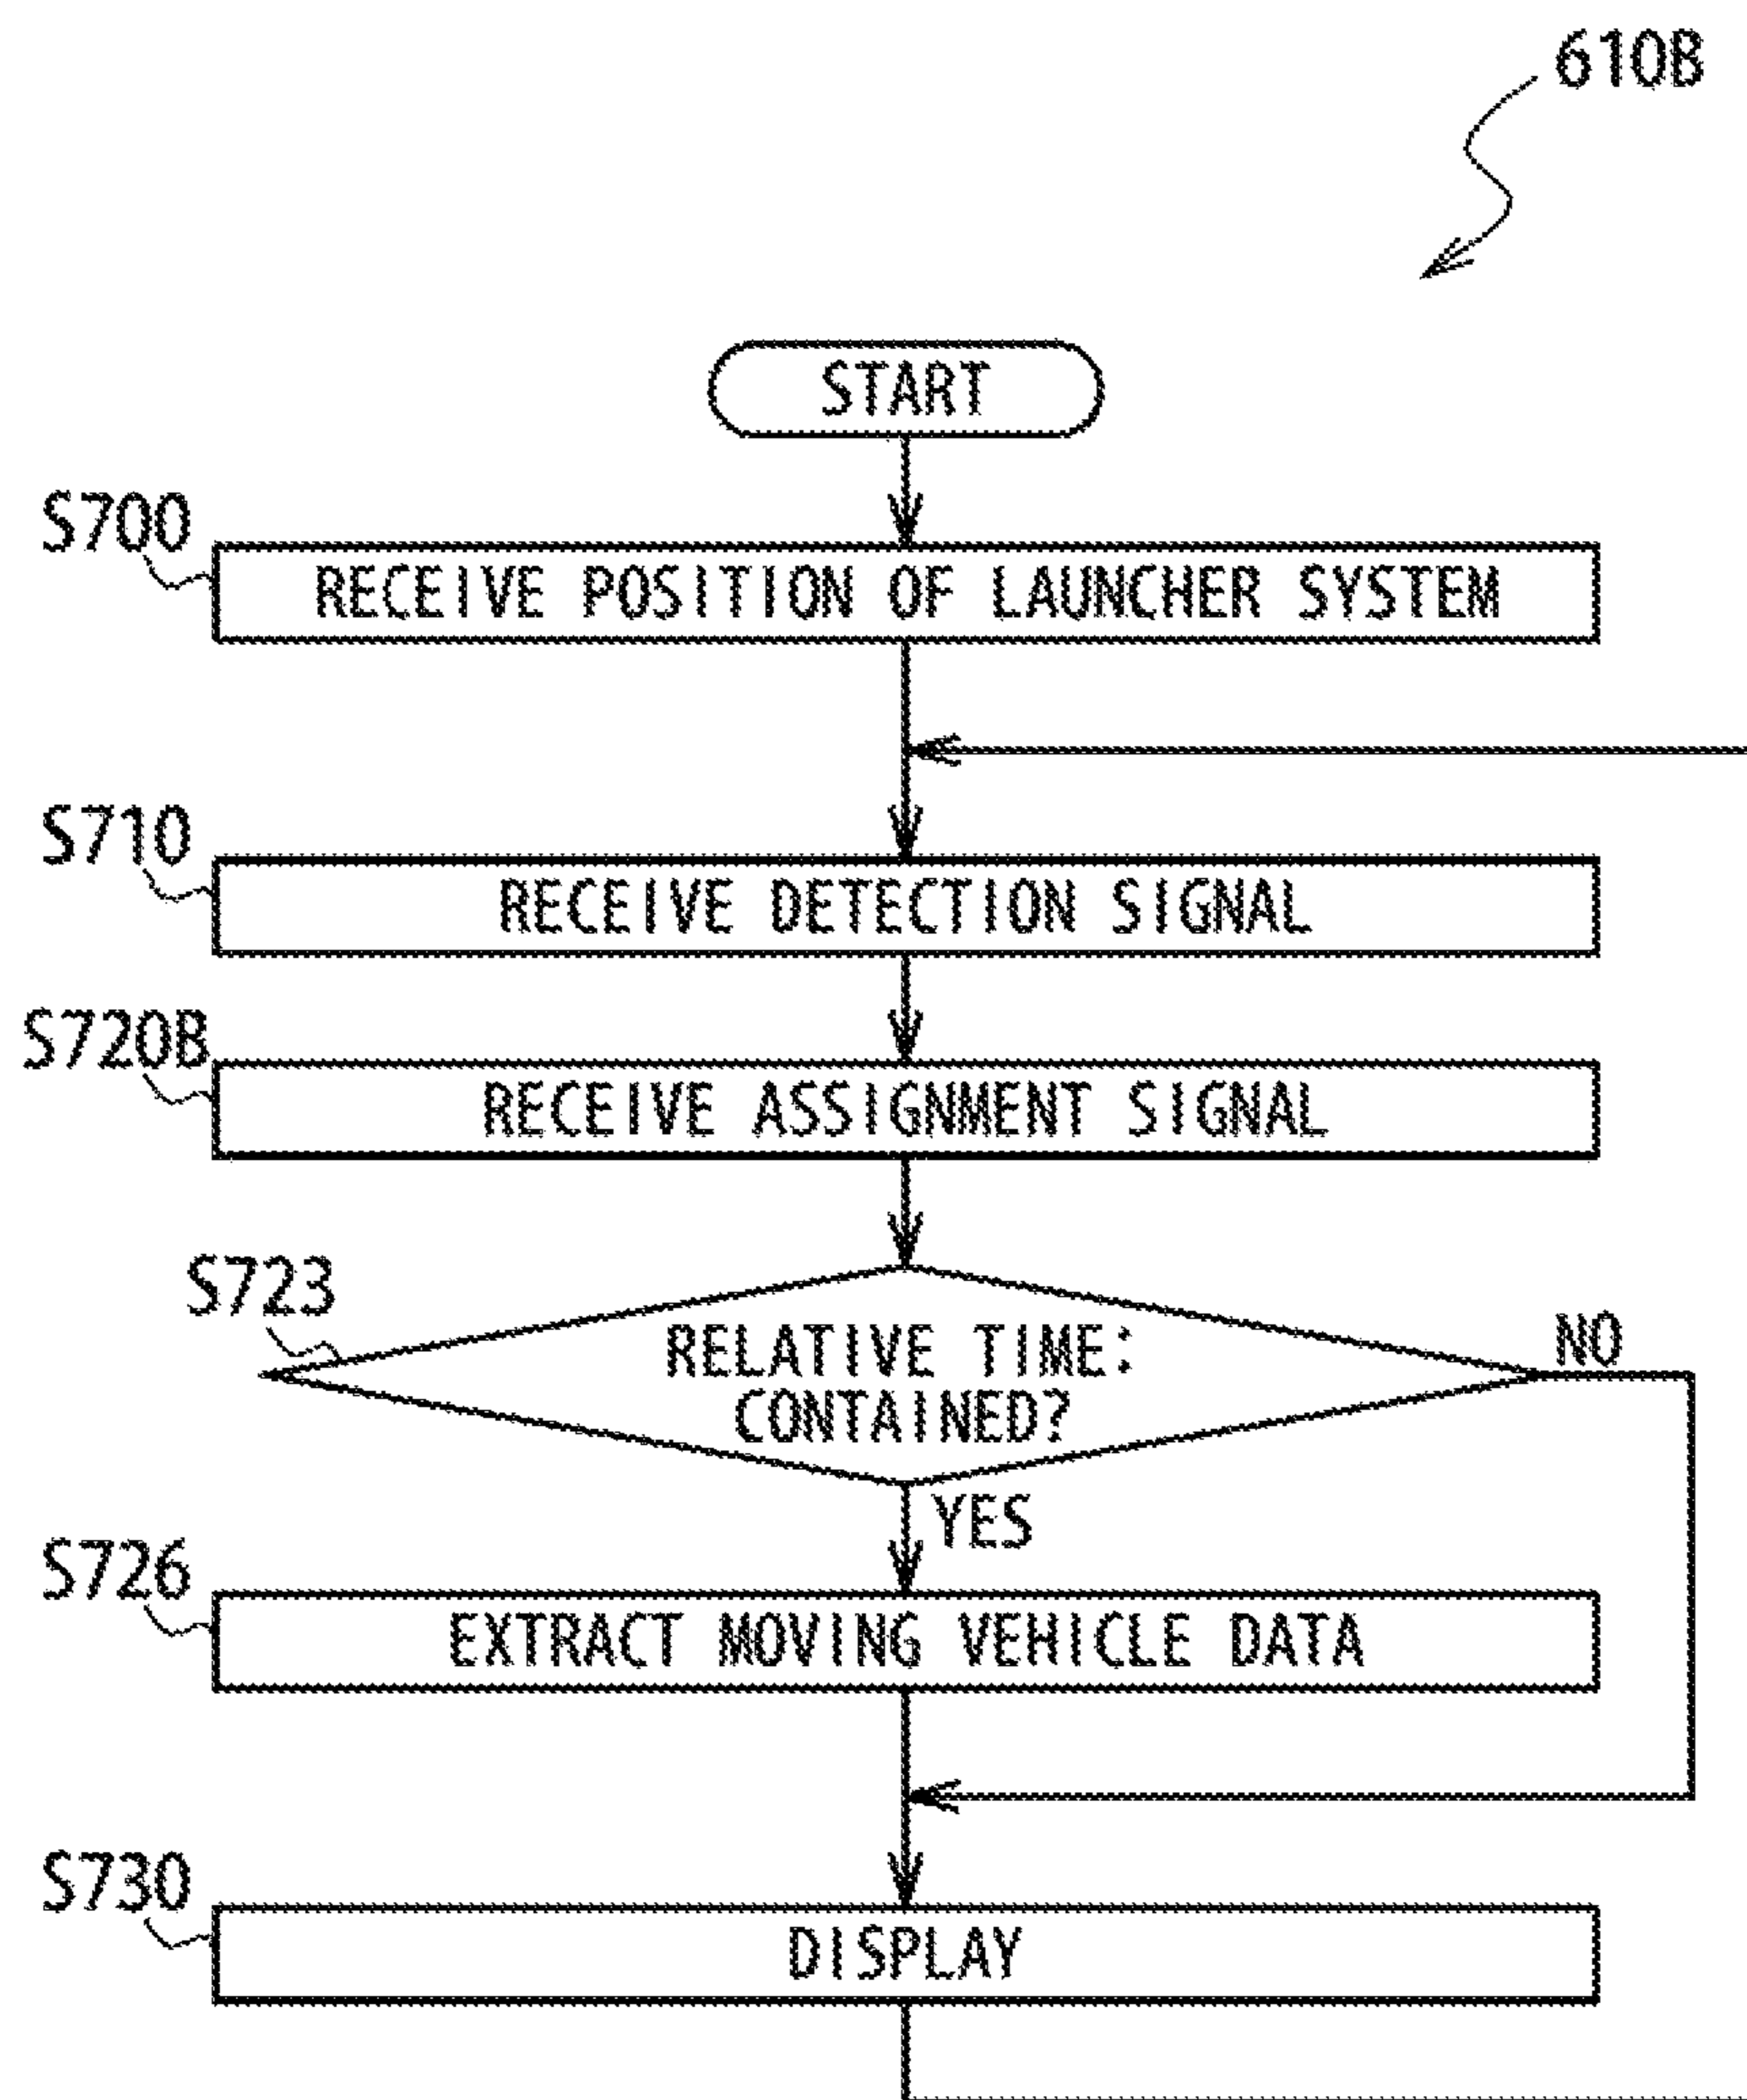 610B
START
S700
RECEIVE POSITION OF LAUNCHER SYSTEM
S710
RECEIVE DETECTION SIGNAL
S720B
RECEIVE ASSIGNMENT SIGNAL
S723
RELATIVE TIME:
CONTAINED?
NO
YES
S726
EXTRACT MOVING VEHICLE DATA
S730
DISPLAY